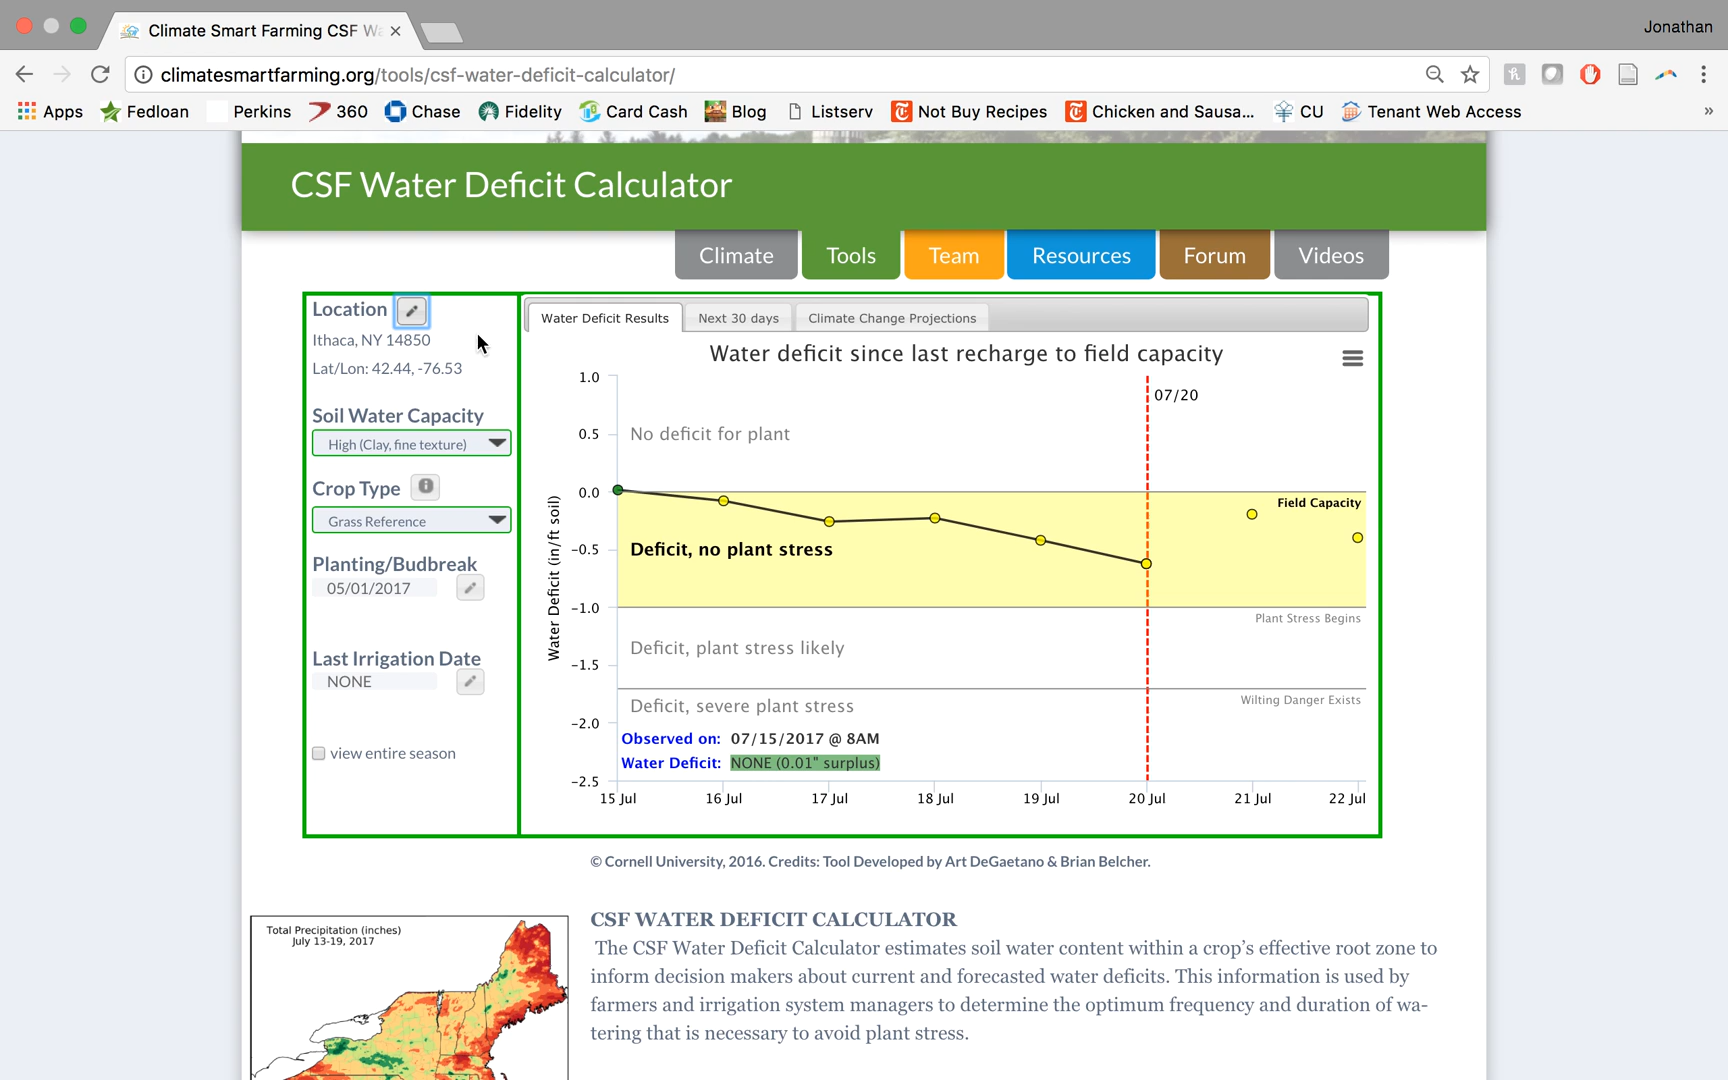 Climate Smart Farming CSF Wa
Jonathan
climatesmartfarming.org/tools/csf-water-deficit-calculator/
Apps Fedloan Perkins 360 Chase Fidelity Card Cash Blog Listserv Not Buy Recipes Chicken and Sausa... CU Tenant Web Access »
CSF Water Deficit Calculator
Climate Tools Team Resources Forum Videos
Location
Ithaca, NY 14850
Lat/Lon: 42.44, -76.53
Soil Water Capacity
High (Clay, fine texture)
Crop Type
Grass Reference
Planting/Budbreak
05/01/2017
Last Irrigation Date
NONE
view entire season
Water Deficit Results Next 30 days Climate Change Projections
Water deficit since last recharge to field capacity
Water Deficit (in/ft soil)
1.0
07/20
0.5
No deficit for plant
0.0
Field Capacity
−0.5
Deficit, no plant stress
−1.0
Plant Stress Begins
Deficit, plant stress likely
−1.5
Wilting Danger Exists
Deficit, severe plant stress
−2.0
Observed on: 07/15/2017 @ 8AM
Water Deficit: NONE (0.01" surplus)
−2.5
15 Jul 16 Jul 17 Jul 18 Jul 19 Jul 20 Jul 21 Jul 22 Jul
© Cornell University, 2016. Credits: Tool Developed by Art DeGaetano & Brian Belcher.
Total Precipitation (inches)
July 13-19, 2017
CSF WATER DEFICIT CALCULATOR
The CSF Water Deficit Calculator estimates soil water content within a crop's effective root zone to
inform decision makers about current and forecasted water deficits. This information is used by
farmers and irrigation system managers to determine the optimum frequency and duration of wa-
tering that is necessary to avoid plant stress.